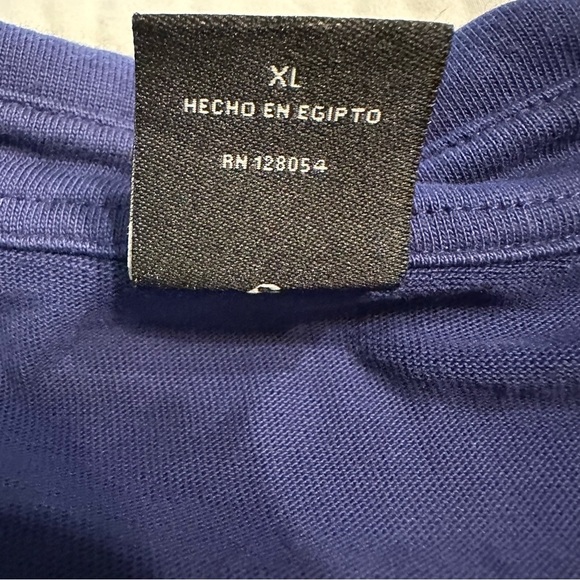 XL
HECHO EN EGIPTO
RN 128054